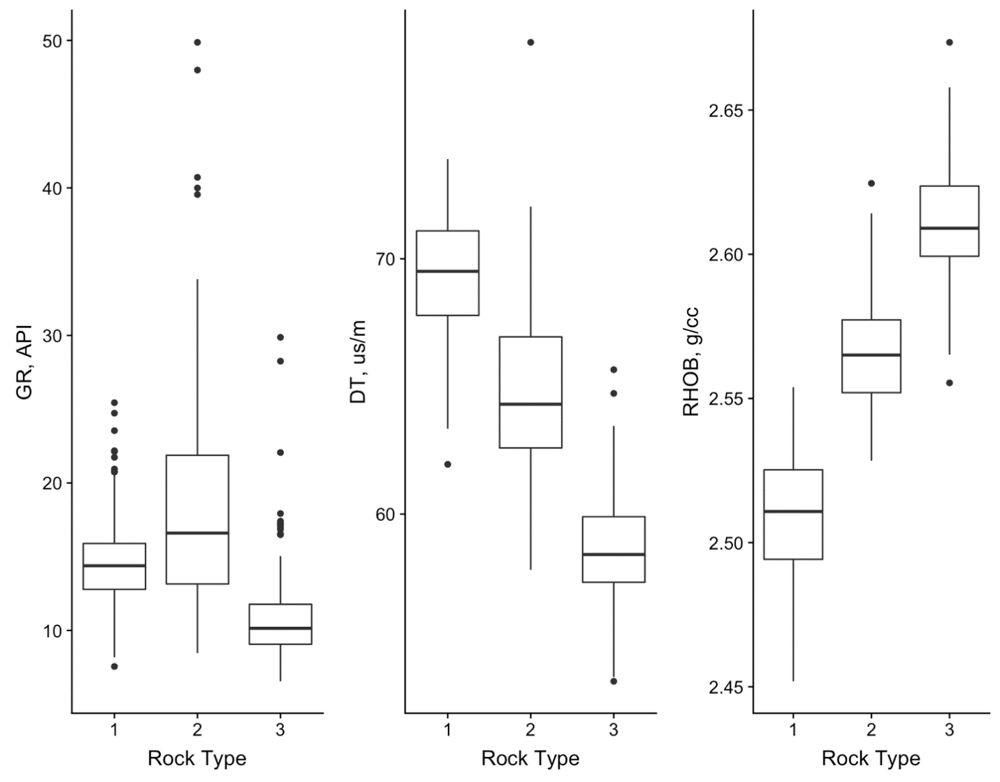 GR, API
50
40
30
20
10
1 2 3
Rock Type
DT, us/m
70
60
1 2 3
Rock Type
RHOB, g/cc
2.65
2.60
2.55
2.50
2.45
1 2 3
Rock Type